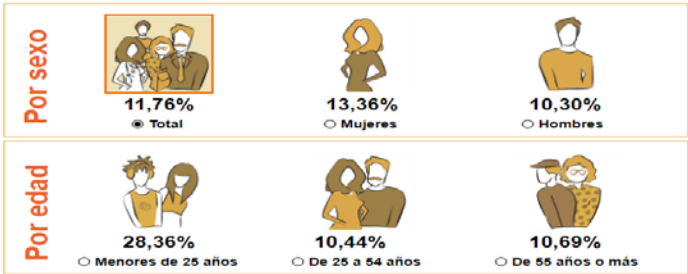 Por sexo
11,76%
Total
13,36%
Mujeres
10,30%
Hombres
Por edad
28,36%
Menores de 25 años
10,44%
De 25 a 54 años
10,69%
De 55 años o más